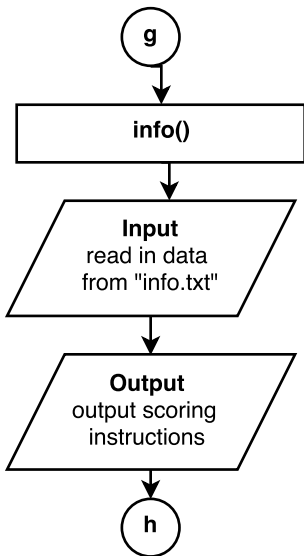 g
info()
Input
read in data
from "info.txt"
Output
output scoring
instructions
h